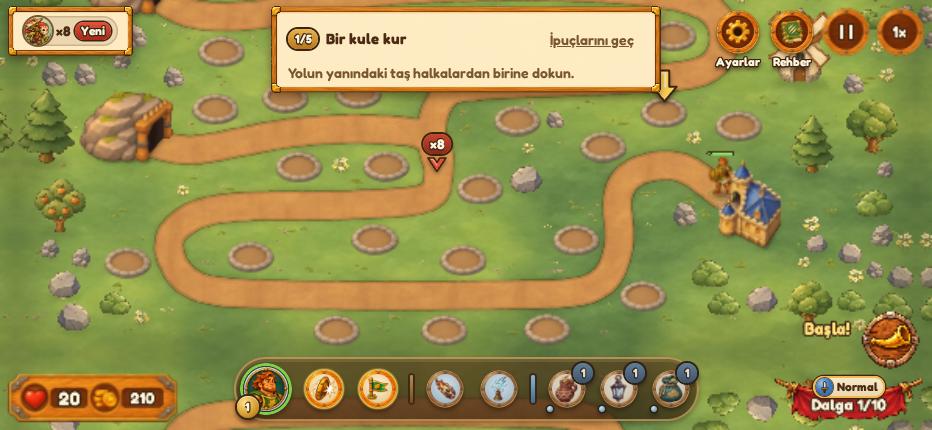 x8 Yeni
1/5 Bir kule kur İpuçlarını geç
Yolun yanındaki taş halkalardan birine dokun.
1x
Ayarlar Rehber
x8
Başla!
1 1 1
1
20 210
Normal
Dalga 1/10